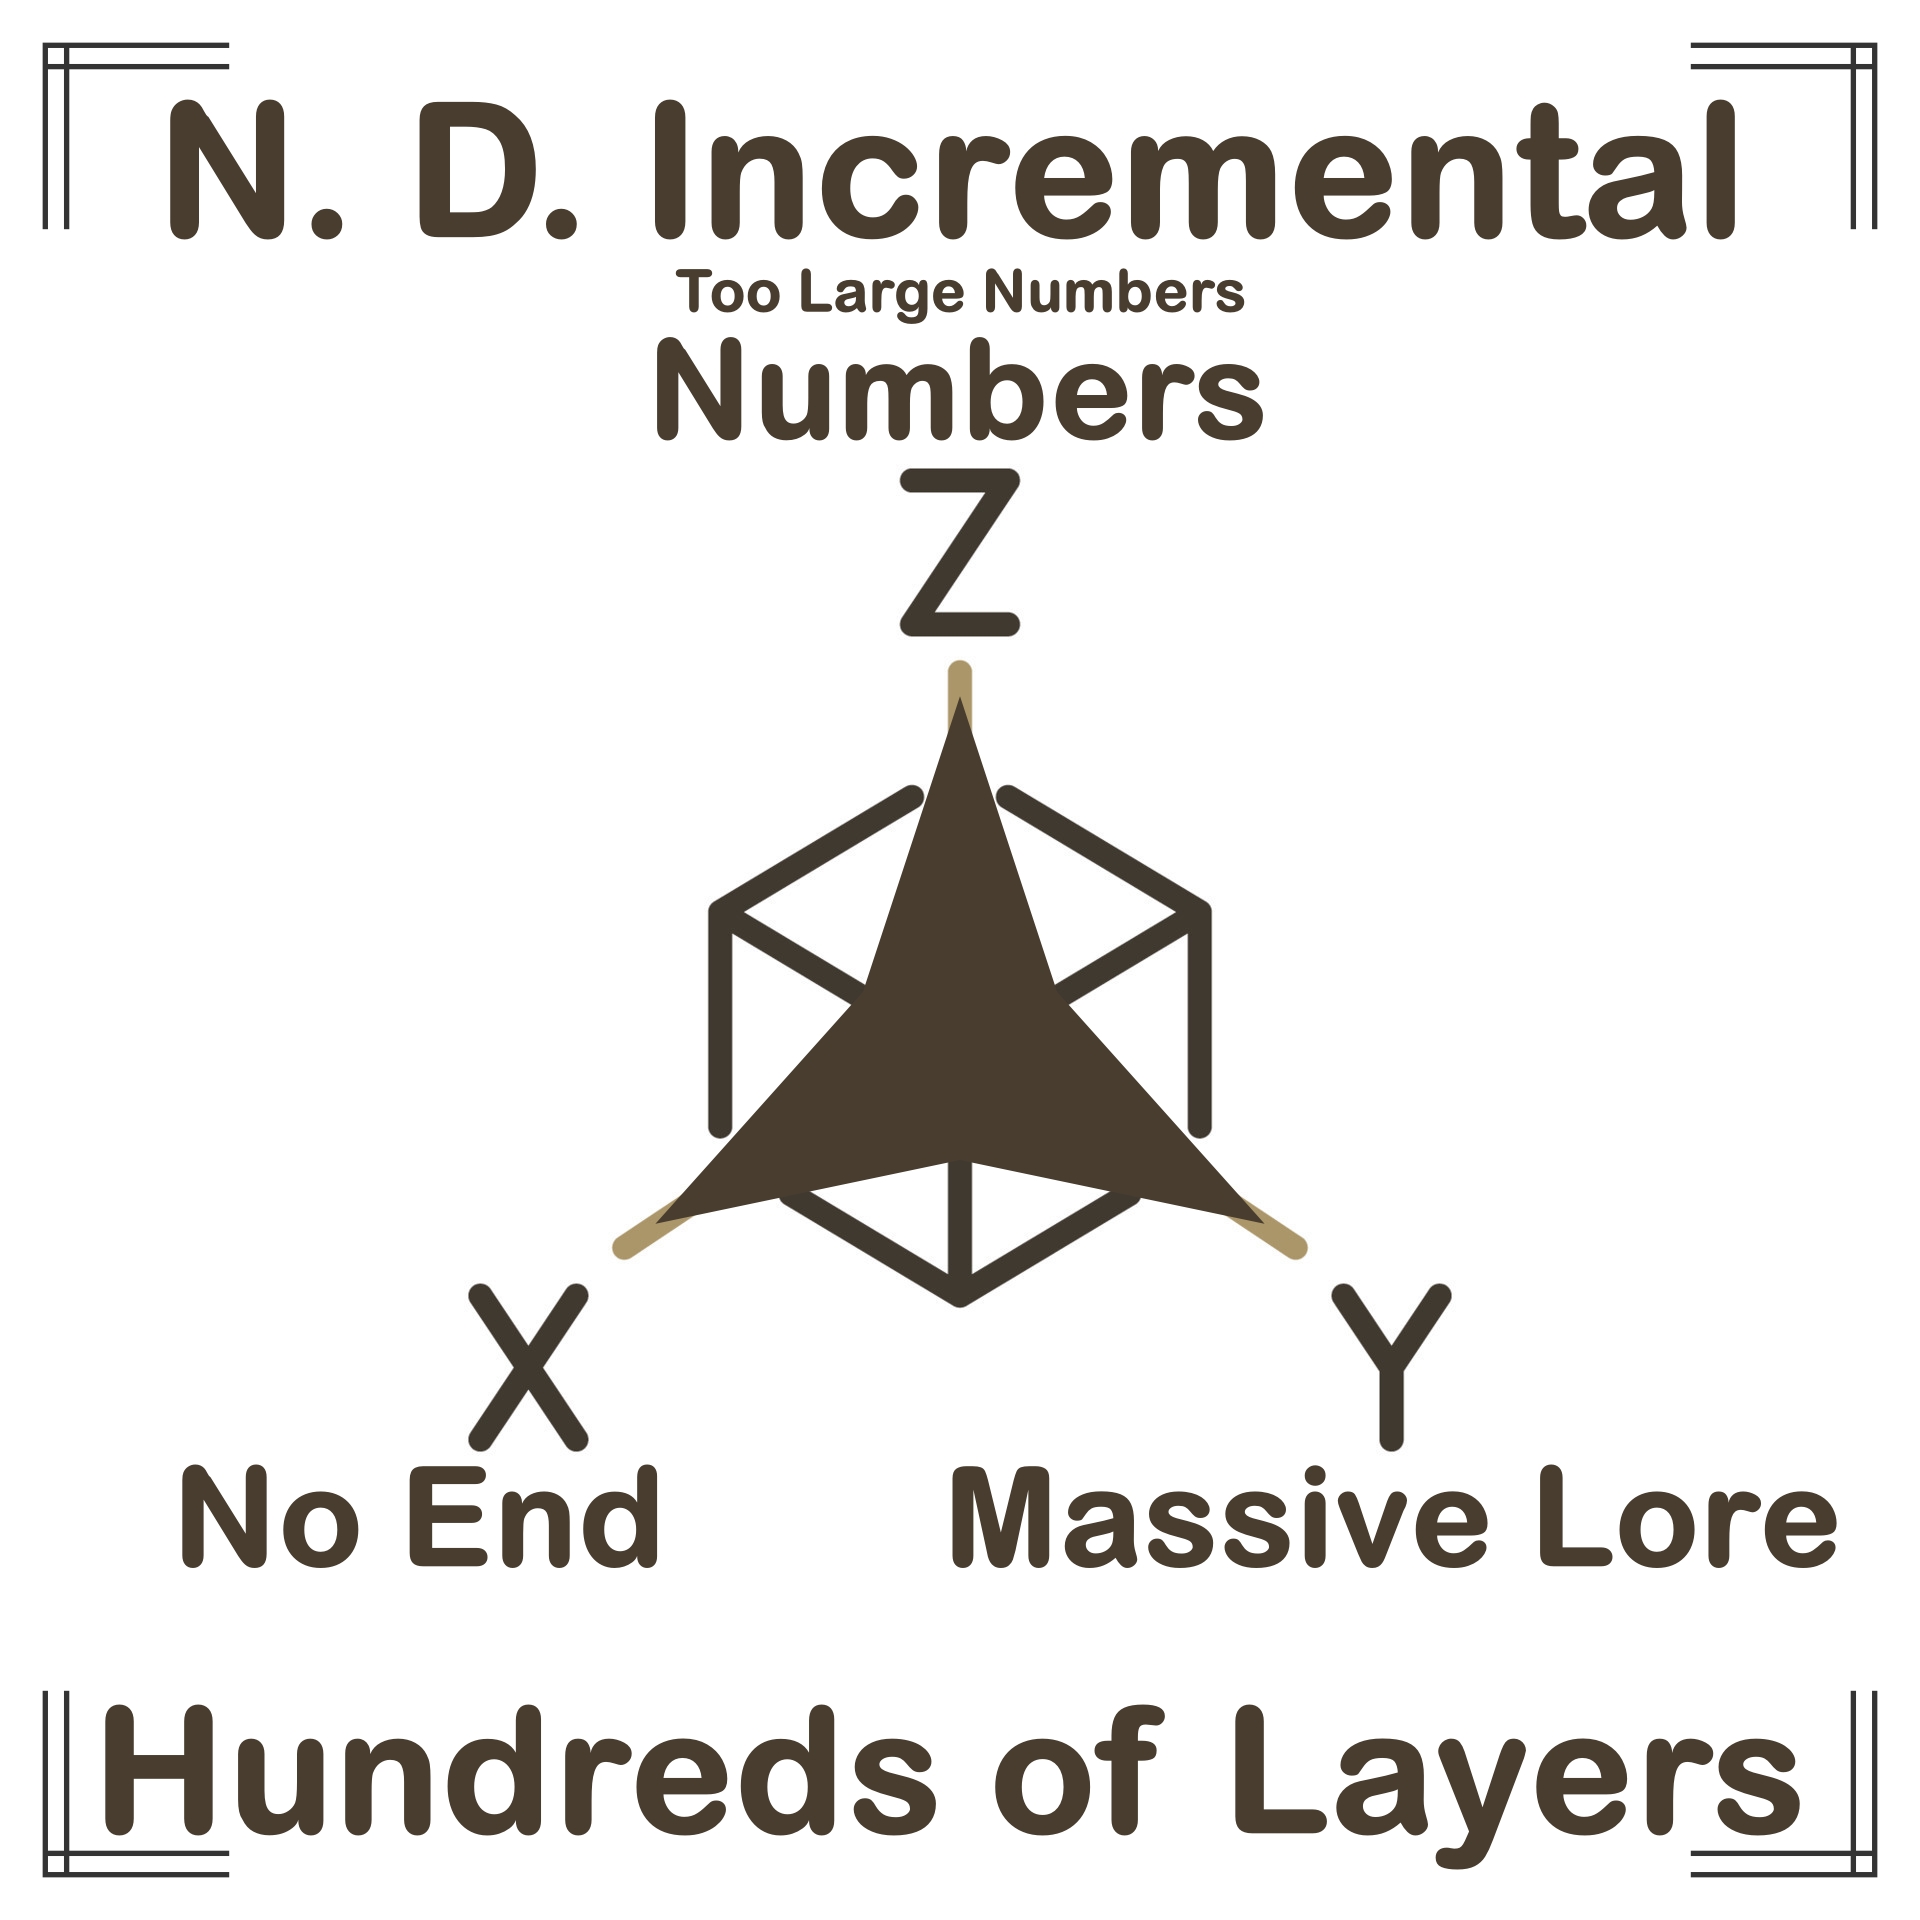 N. D. Incremental
Too Large Numbers
Numbers
Z
X Y
No End Massive Lore
Hundreds of Layers